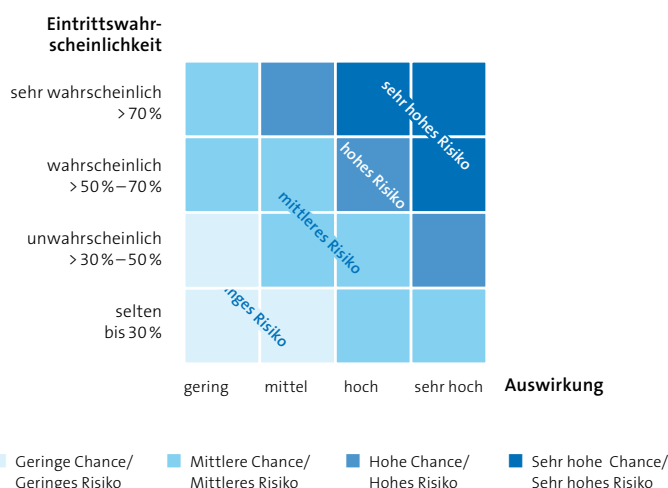 Eintrittswahr-
scheinlichkeit
sehr wahrscheinlich
> 70 %
wahrscheinlich
> 50 % – 70 %
unwahrscheinlich
> 30 % – 50 %
selten
bis 30 %
sehr hohes Risiko
hohes Risiko
mittleres Risiko
Risiko
gering mittel hoch sehr hoch Auswirkung
Geringe Chance/
Geringes Risiko
Mittlere Chance/
Mittleres Risiko
Hohe Chance/
Hohes Risiko
Sehr hohe Chance/
Sehr hohes Risiko